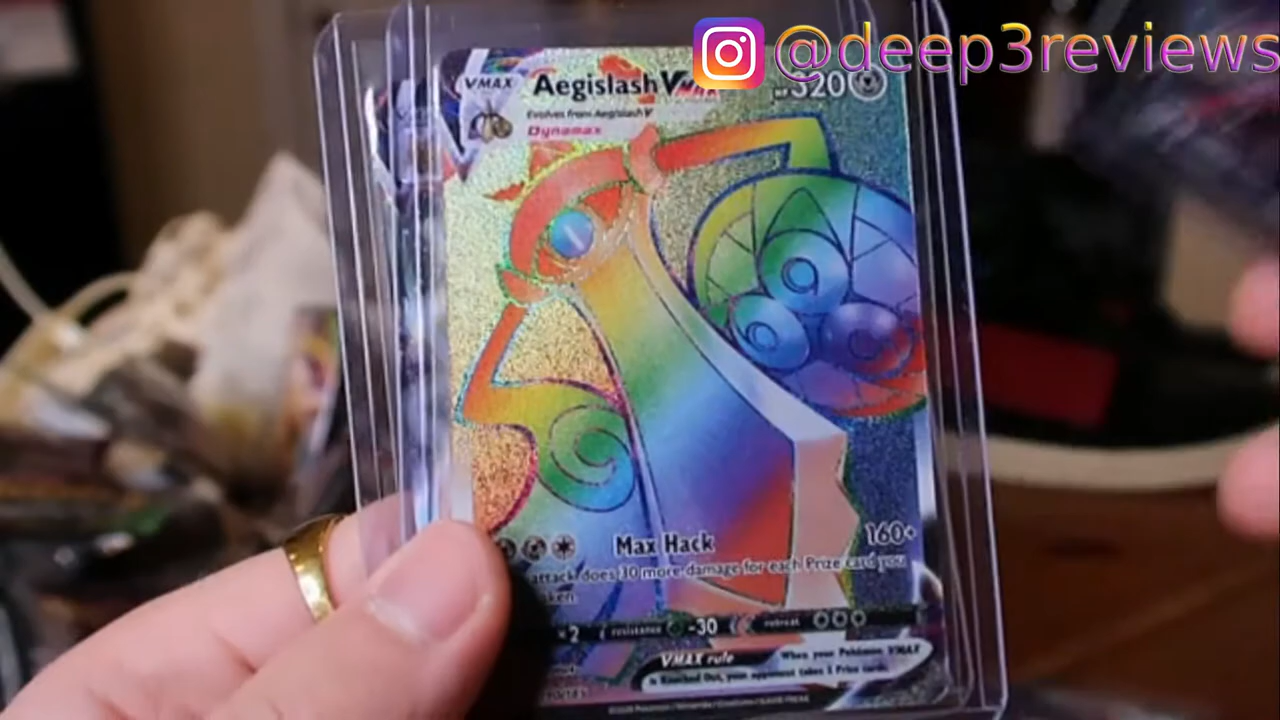 @deep3reviews
VMAX Aegislash VMAX 320
Evolves from Aegislash V
Dynamax
Max Hack 160+
attack does 30 more damage for each Prize card you
×2 resistance -30 retreat
VMAX rule When your Pokémon VMAX
is Knocked Out, your opponent takes 3 Prize cards.